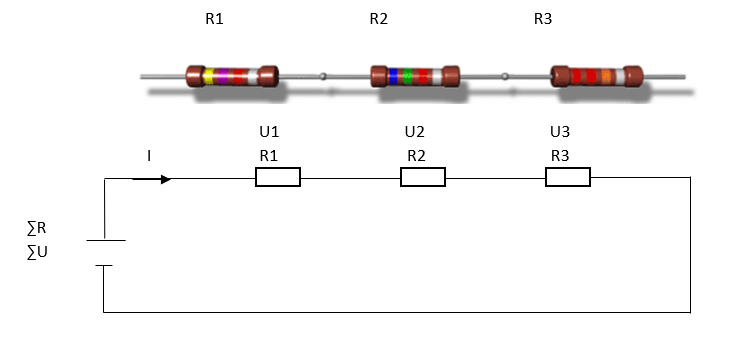 R1 R2 R3
U1 U2 U3
I R1 R2 R3
∑R
∑U